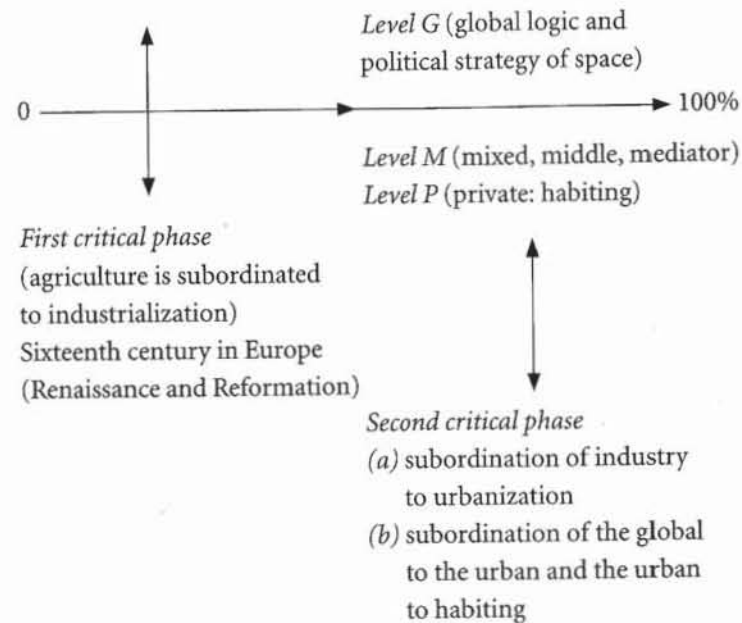 Level G (global logic and
political strategy of space)
0
100%
Level M (mixed, middle, mediator)
Level P (private: habiting)
First critical phase
(agriculture is subordinated
to industrialization)
Sixteenth century in Europe
(Renaissance and Reformation)
Second critical phase
(a) subordination of industry
to urbanization
(b) subordination of the global
to the urban and the urban
to habiting